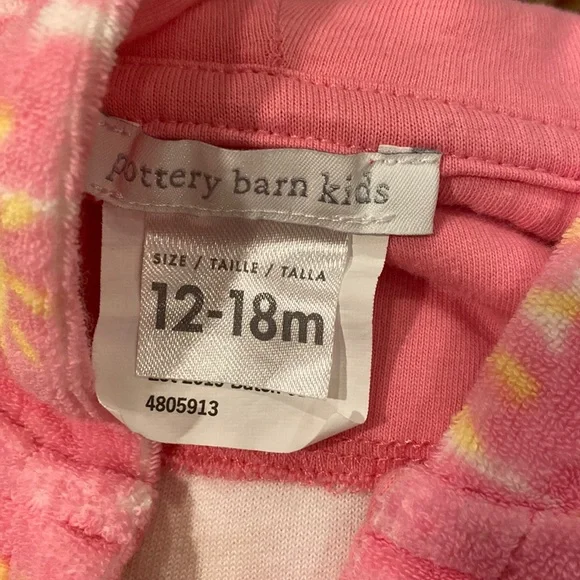 pottery barn kids
SIZE / TAILLE / TALLA
12-18m
4805913